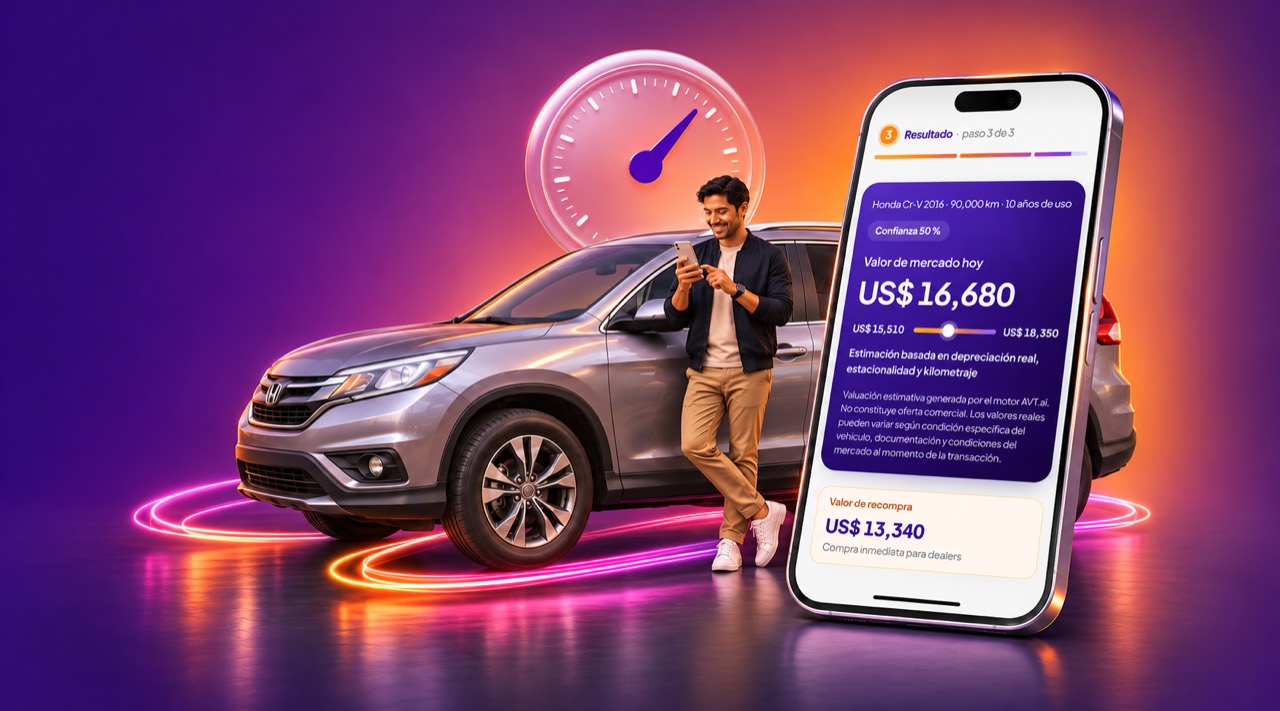 3 Resultado · paso 3 de 3
Honda Cr-V 2016 · 90,000 km · 10 años de uso
Confianza 50 %
Valor de mercado hoy
US$ 16,680
US$ 15,510 US$ 18,350
Estimación basada en depreciación real,
estacionalidad y kilometraje
Valuación estimativa generada por el motor AVT.ai.
No constituye oferta comercial. Los valores reales
pueden variar según condición específica del
vehículo, documentación y condiciones del
mercado al momento de la transacción.
Valor de recompra
US$ 13,340
Compra inmediata para dealers